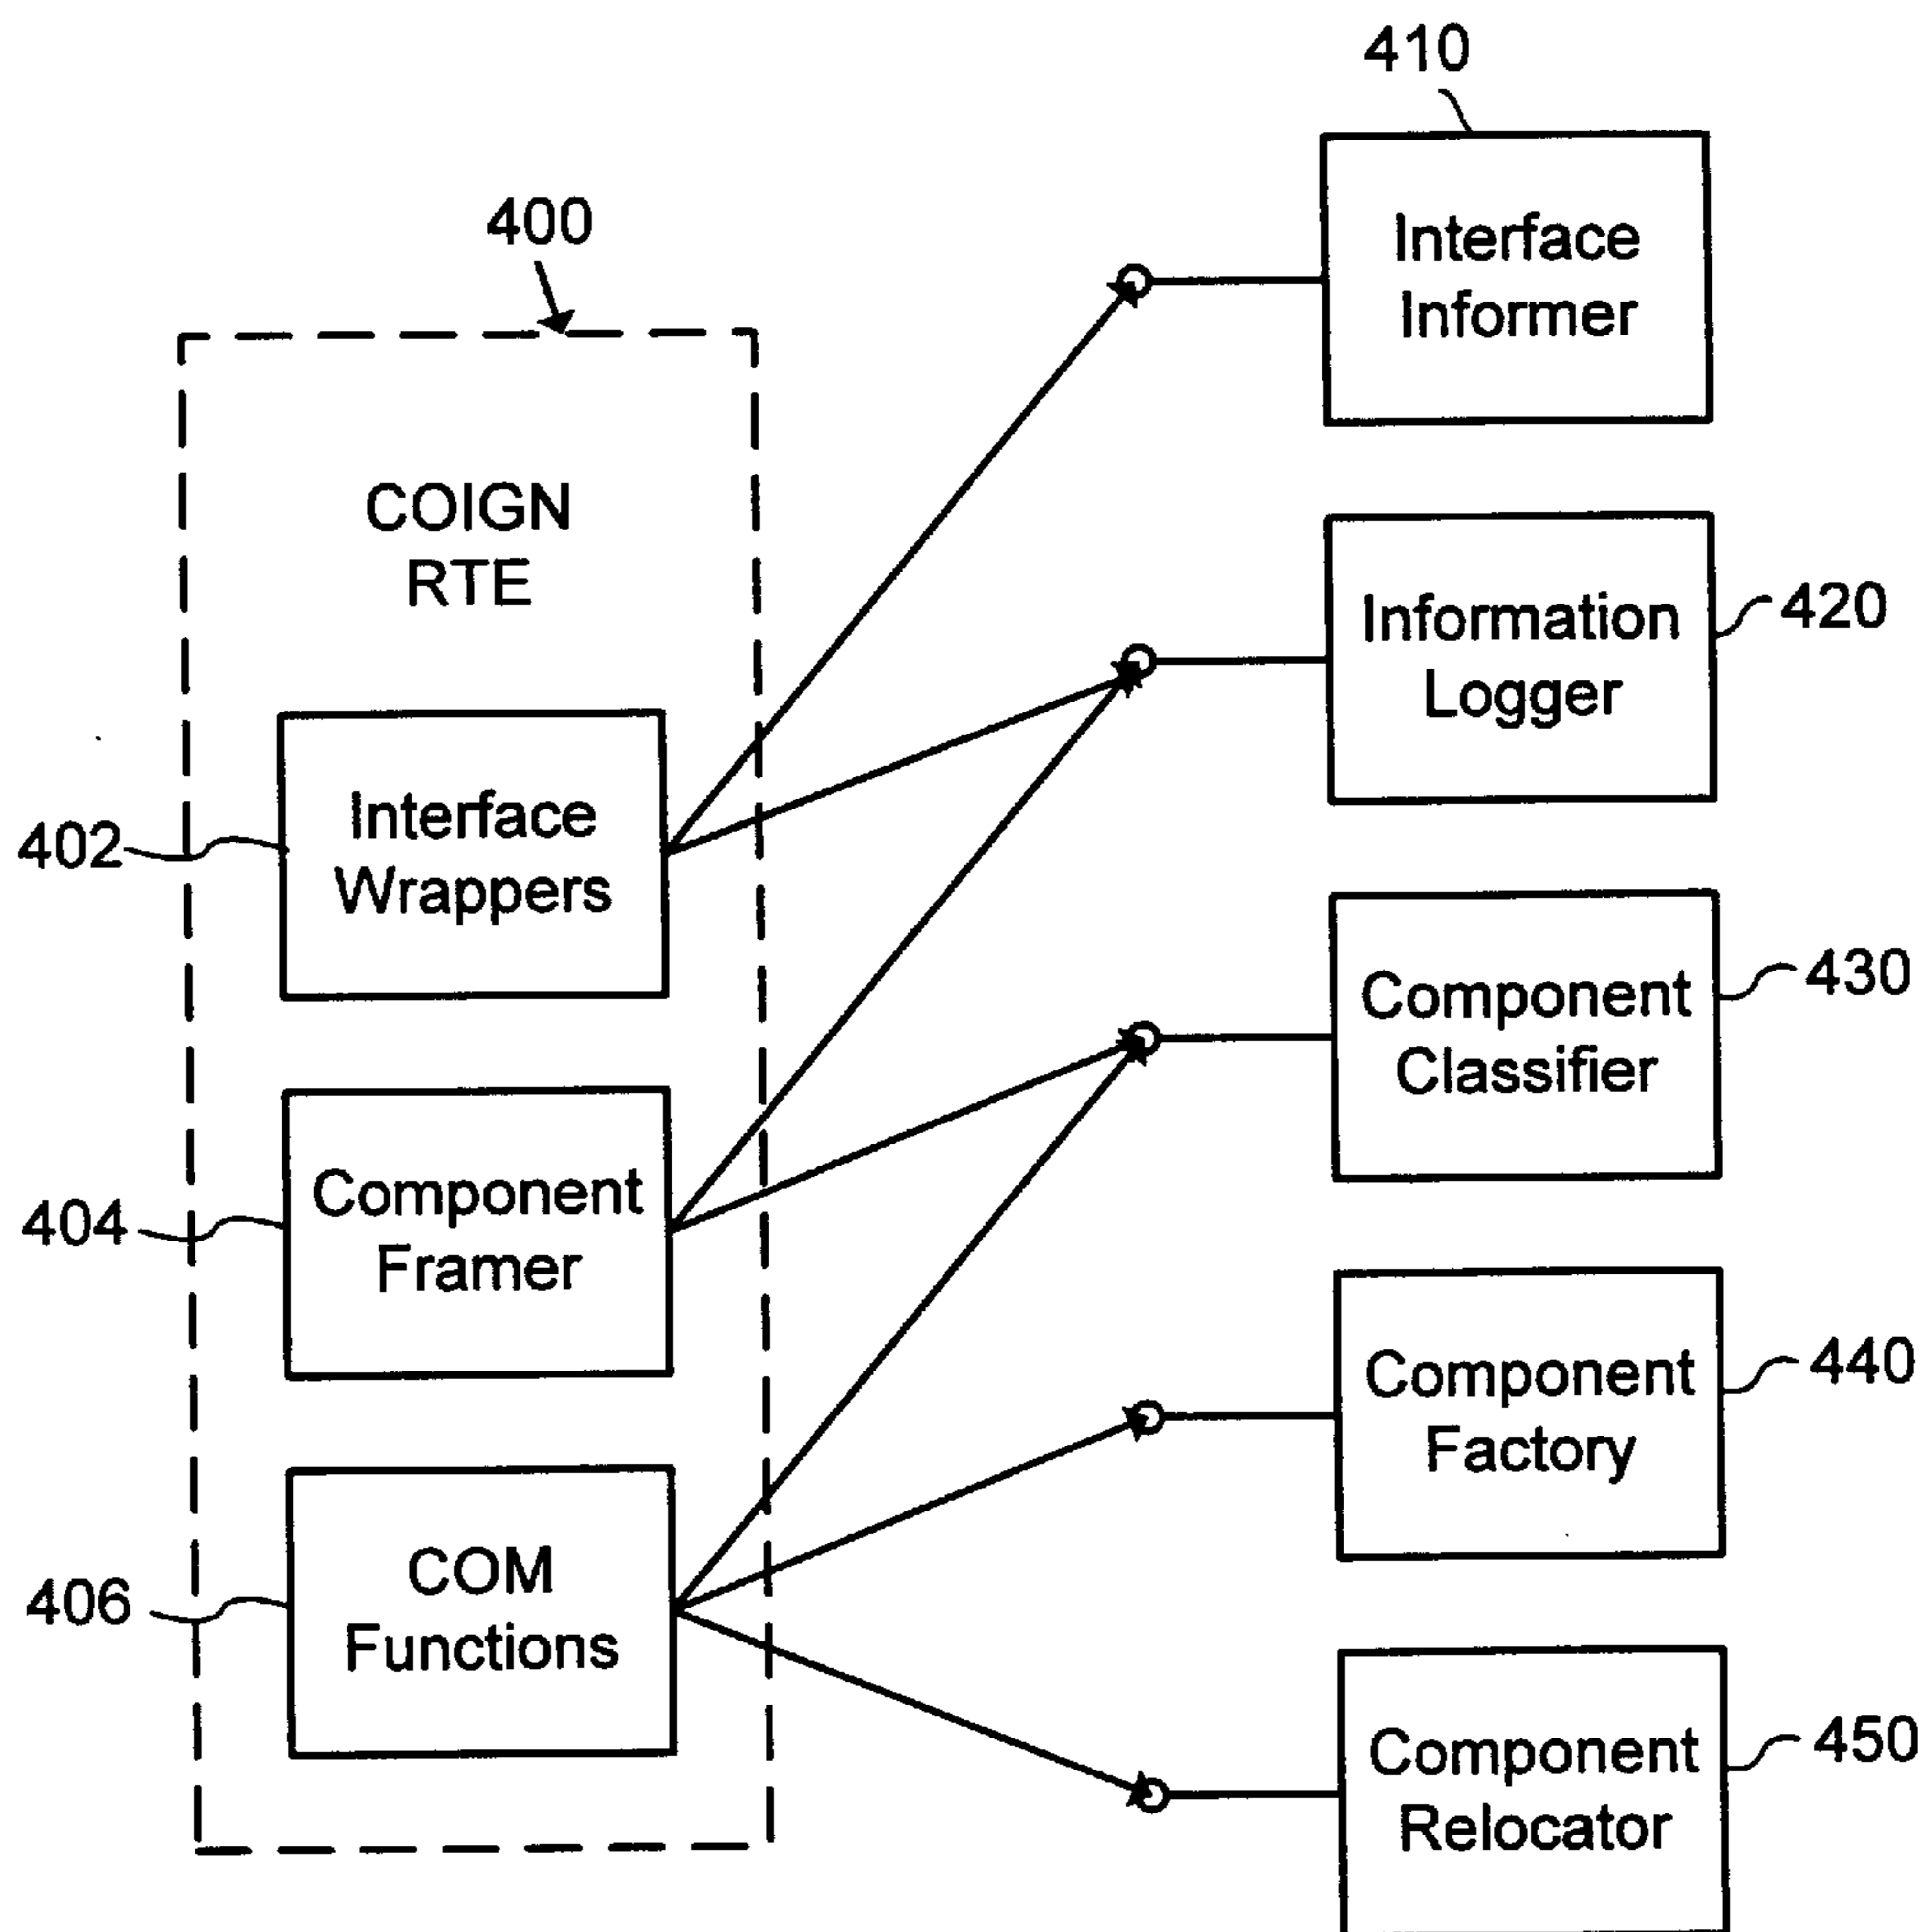 410
Interface
Informer
400
COIGN
RTE
Information
Logger
420
402
Interface
Wrappers
Component
Classifier
430
404
Component
Framer
Component
Factory
440
406
COM
Functions
Component
Relocator
450